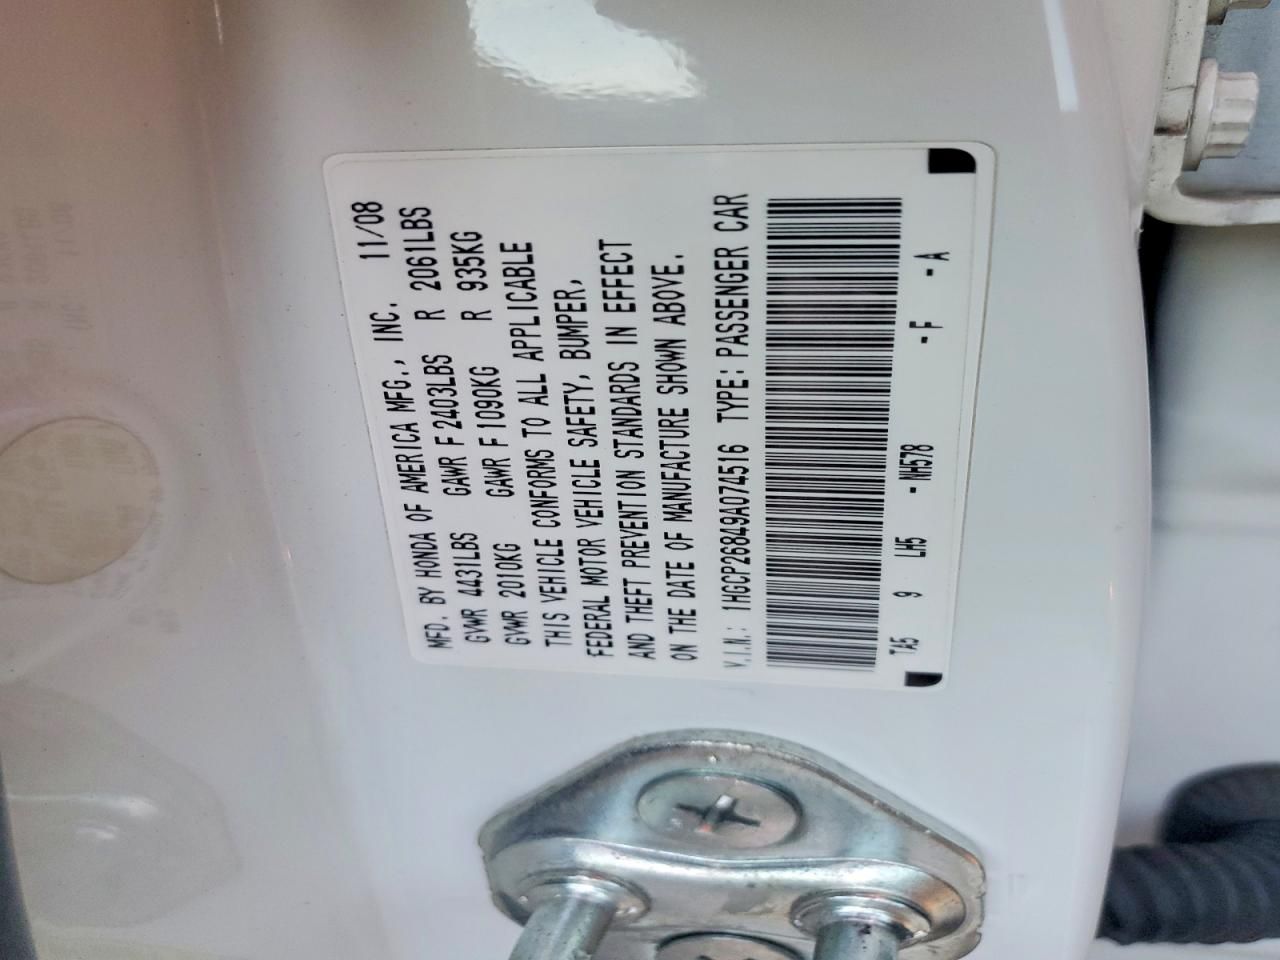 MFD. BY HONDA OF AMERICA MFG., INC. 11/08
GVWR 4431LBS GAWR F 2403LBS R 2061LBS
GVWR 2010KG GAWR F 1090KG R 935KG
THIS VEHICLE CONFORMS TO ALL APPLICABLE
FEDERAL MOTOR VEHICLE SAFETY, BUMPER,
AND THEFT PREVENTION STANDARDS IN EFFECT
ON THE DATE OF MANUFACTURE SHOWN ABOVE.
V.I.N.: 1HGCP26849A074516 TYPE: PASSENGER CAR
TA5 9 LH5 - NH578 - F - A